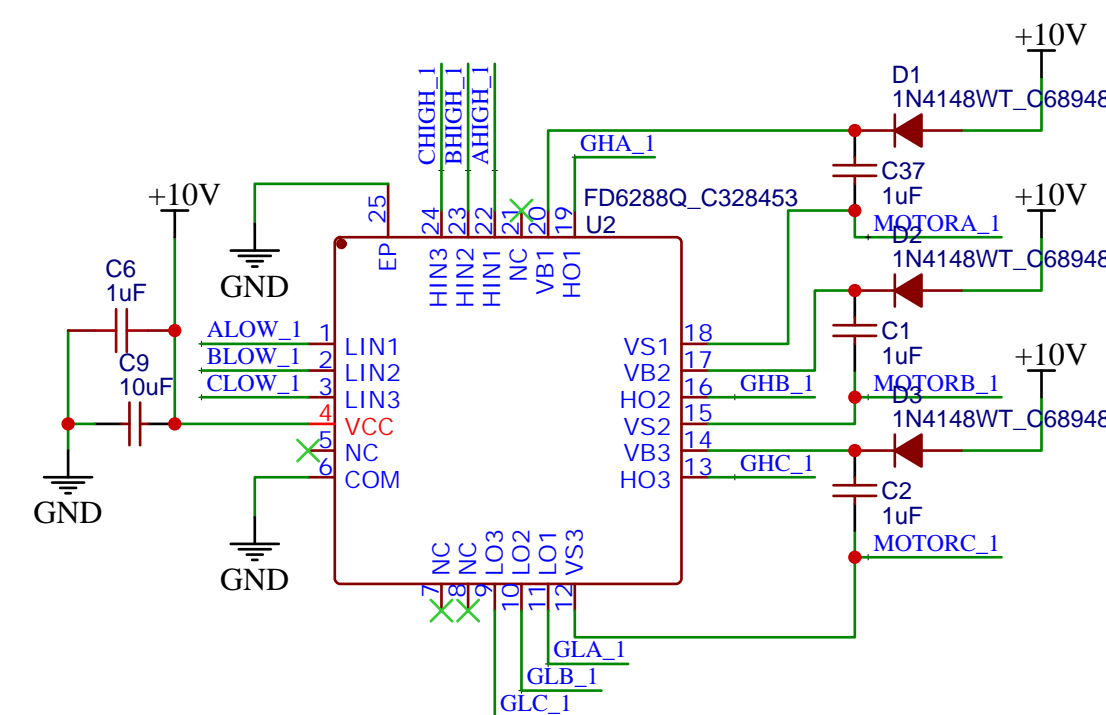 +10V
D1
1N4148WT_C68948
CHIGH_1
BHIGH_1
AHIGH_1
GHA_1
C37
1uF
+10V
25
24
23
22
21
20
19
FD6288Q_C328453
U2
+10V
MOTORA_1
D2
1N4148WT_C68948
GND
EP
HIN3
HIN2
HIN1
NC
VB1
HO1
C6
1uF
ALOW_1
1
LIN1
VS1
18
C1
1uF
BLOW_1
2
LIN2
VB2
17
+10V
C9
10uF
CLOW_1
3
LIN3
HO2
16
GHB_1
MOTORB_1
D3
1N4148WT_C68948
4
VCC
VS2
15
5
NC
VB3
14
6
COM
HO3
13
GHC_1
C2
1uF
GND
GND
NC
NC
LO3
LO2
LO1
VS3
MOTORC_1
7
8
9
10
11
12
GLA_1
GLB_1
GLC_1